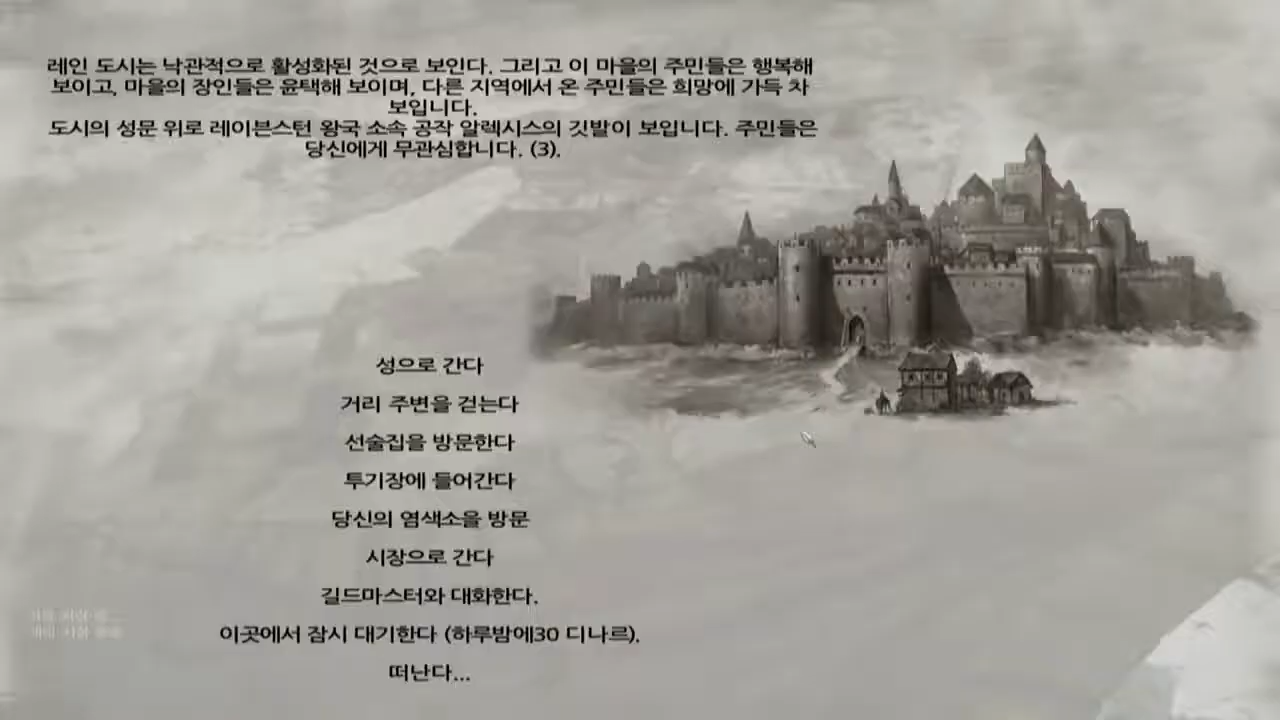 레인 도시는 낙관적으로 활성화된 것으로 보인다. 그리고 이 마을의 주민들은 행복해
보이고, 마을의 장인들은 윤택해 보이며, 다른 지역에서 온 주민들은 희망에 가득 차
보입니다.
도시의 성문 위로 레이븐스턴 왕국 소속 공작 알렉시스의 깃발이 보입니다. 주민들은
당신에게 무관심합니다. (3).
성으로 간다
거리 주변을 걷는다
선술집을 방문한다
투기장에 들어간다
당신의 염색소을 방문
시장으로 간다
길드마스터와 대화한다.
이곳에서 잠시 대기한다 (하루밤에30 디나르).
떠난다...